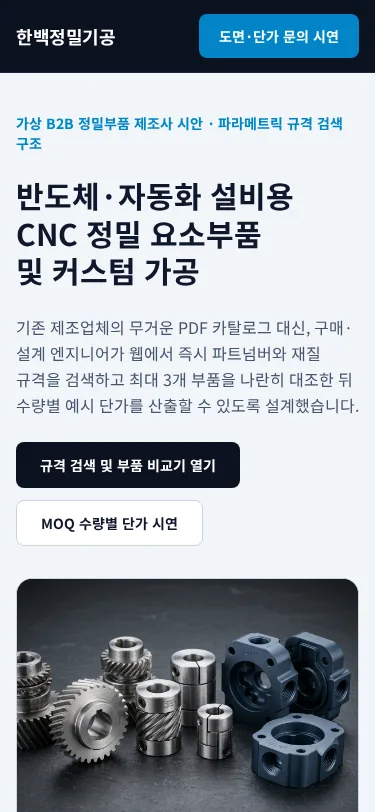 한백정밀기공
도면·단가 문의 시연
가상 B2B 정밀부품 제조사 시안 · 파라메트릭 규격 검색
구조
반도체·자동화 설비용
CNC 정밀 요소부품
및 커스텀 가공
기존 제조업체의 무거운 PDF 카탈로그 대신, 구매·
설계 엔지니어가 웹에서 즉시 파트넘버와 재질
규격을 검색하고 최대 3개 부품을 나란히 대조한 뒤
수량별 예시 단가를 산출할 수 있도록 설계했습니다.
규격 검색 및 부품 비교기 열기
MOQ 수량별 단가 시연